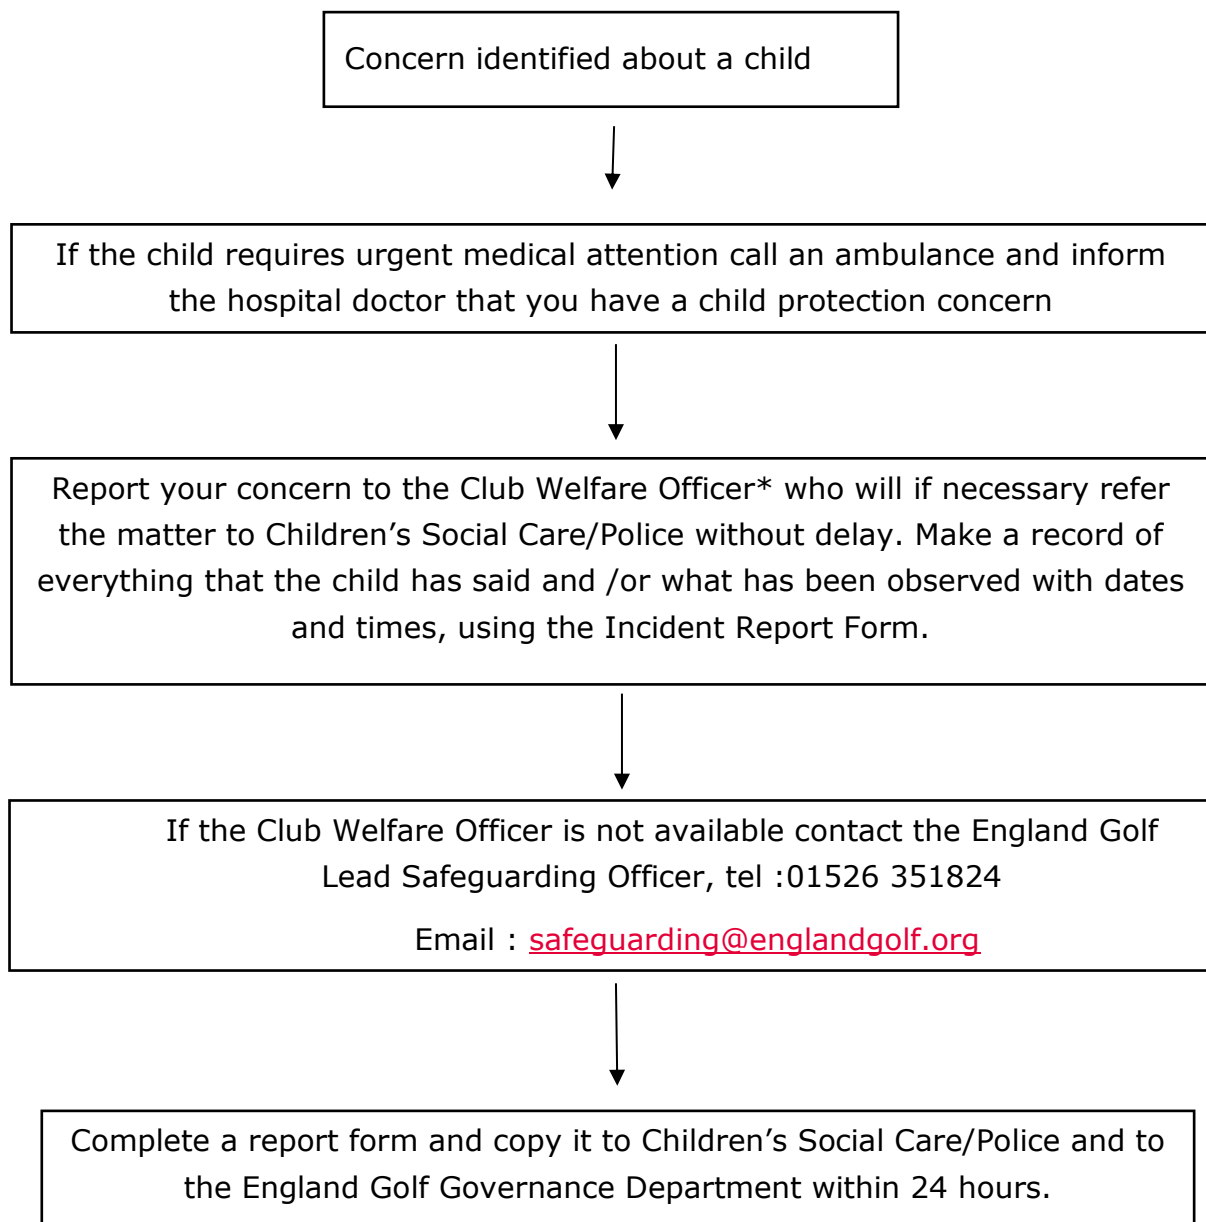 Concern identified about a child
If the child requires urgent medical attention call an ambulance and inform
the hospital doctor that you have a child protection concern
Report your concern to the Club Welfare Officer* who will if necessary refer
the matter to Children’s Social Care/Police without delay. Make a record of
everything that the child has said and /or what has been observed with dates
and times, using the Incident Report Form.
If the Club Welfare Officer is not available contact the England Golf
Lead Safeguarding Officer, tel :01526 351824
Email : safeguarding@englandgolf.org
Complete a report form and copy it to Children’s Social Care/Police and to
the England Golf Governance Department within 24 hours.